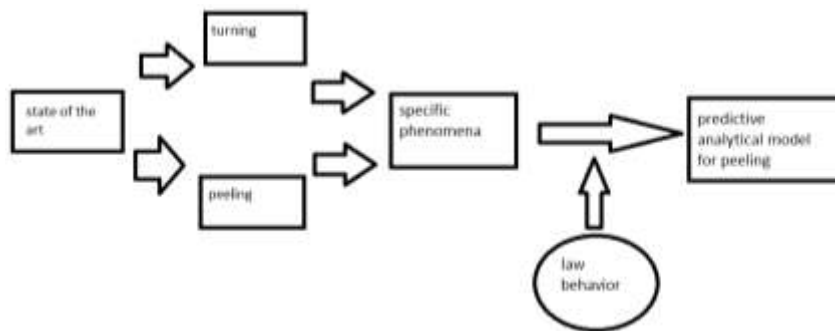 turning
state of the
art
specific
phenomena
predictive
analytical model
for peeling
peeling
law
behavior